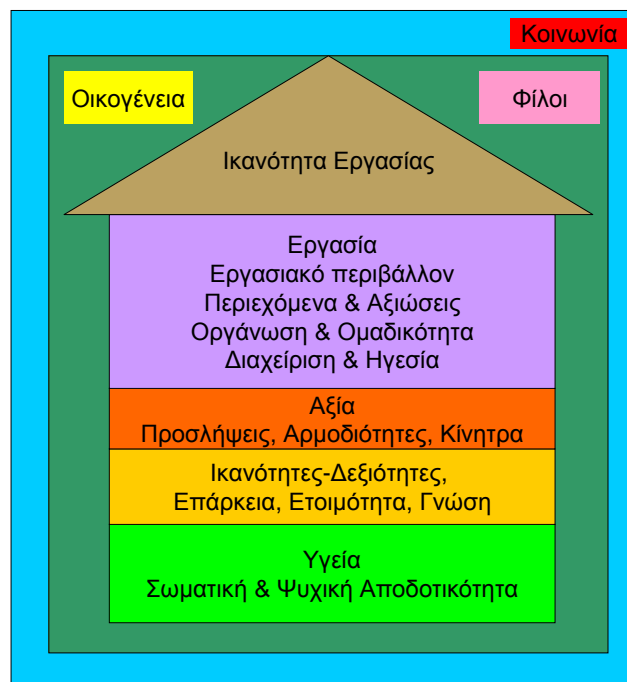 Κοινωνία
Οικογένεια
Φίλοι
Ικανότητα Εργασίας
Εργασία
Εργασιακό περιβάλλον
Περιεχόμενα & Αξιώσεις
Οργάνωση & Ομαδικότητα
Διαχείριση & Ηγεσία
Αξία
Προσλήψεις, Αρμοδιότητες, Κίνητρα
Ικανότητες-Δεξιότητες,
Επάρκεια, Ετοιμότητα, Γνώση
Υγεία
Σωματική & Ψυχική Αποδοτικότητα